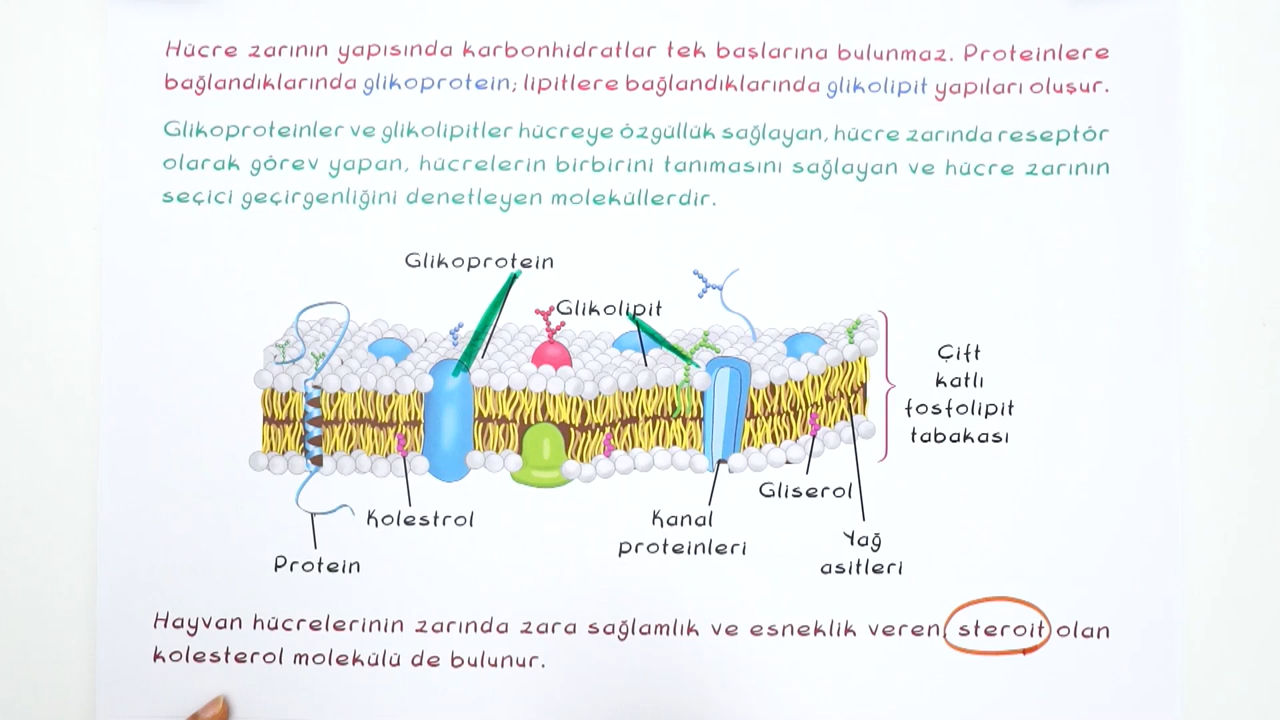 Hücre zarının yapısında karbonhidratlar tek başlarına bulunmaz. Proteinlere
bağlandıklarında glikoprotein; lipitlere bağlandıklarında glikolipit yapıları oluşur.
Glikoproteinler ve glikolipitler hücreye özgüllük sağlayan, hücre zarında reseptör
olarak görev yapan, hücrelerin birbirini tanımasını sağlayan ve hücre zarının
seçici geçirgenliğini denetleyen moleküllerdir.
Glikoprotein
Glikolipit
Çift
katlı
fosfolipit
tabakası
Gliserol
Kolestrol
Kanal
proteinleri
Yağ
asitleri
Protein
Hayvan hücrelerinin zarında zara sağlamlık ve esneklik veren, steroit olan
kolesterol molekülü de bulunur.